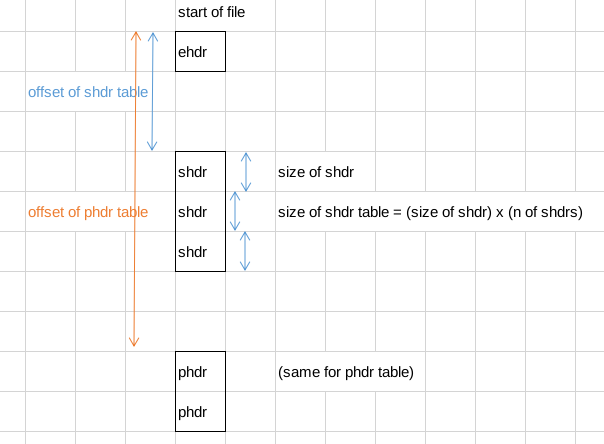 start of file
ehdr
offset of shdr table
shdr
size of shdr
offset of phdr table
shdr
size of shdr table = (size of shdr) x (n of shdrs)
shdr
phdr
(same for phdr table)
phdr